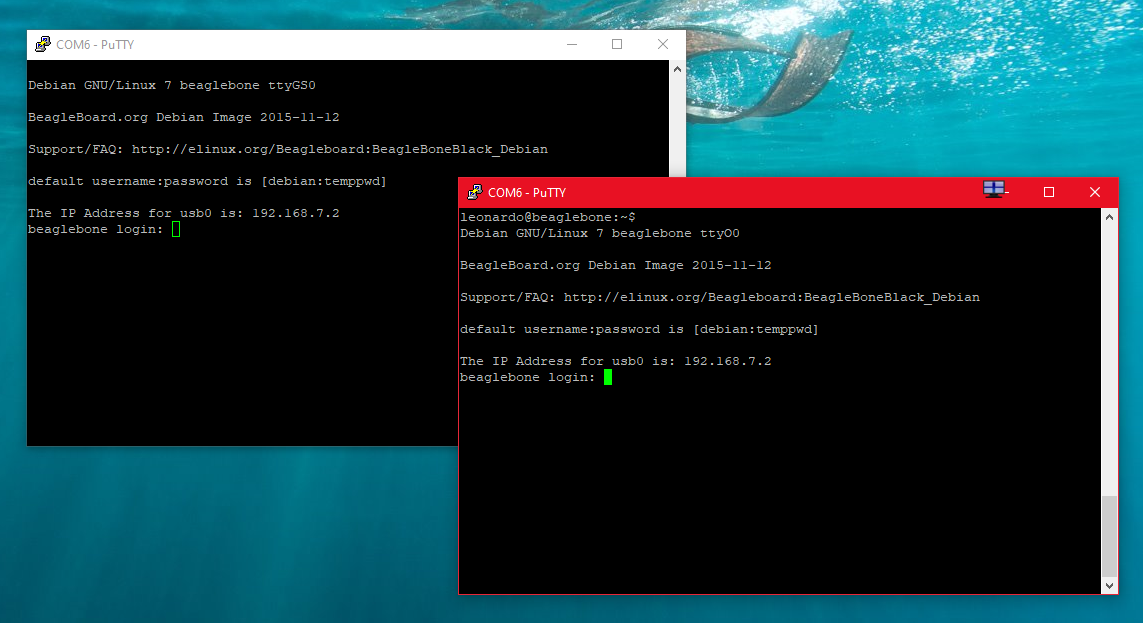 COM6 - PuTTY
Debian GNU/Linux 7 beaglebone ttyGS0
BeagleBoard.org Debian Image 2015-11-12
Support/FAQ: http://elinux.org/Beagleboard:BeagleBoneBlack_Debian
default username:password is [debian:temppwd]
The IP Address for usb0 is: 192.168.7.2
beaglebone login:
COM6 - PuTTY
leonardo@beaglebone:~$
Debian GNU/Linux 7 beaglebone ttyO0
BeagleBoard.org Debian Image 2015-11-12
Support/FAQ: http://elinux.org/Beagleboard:BeagleBoneBlack_Debian
default username:password is [debian:temppwd]
The IP Address for usb0 is: 192.168.7.2
beaglebone login: